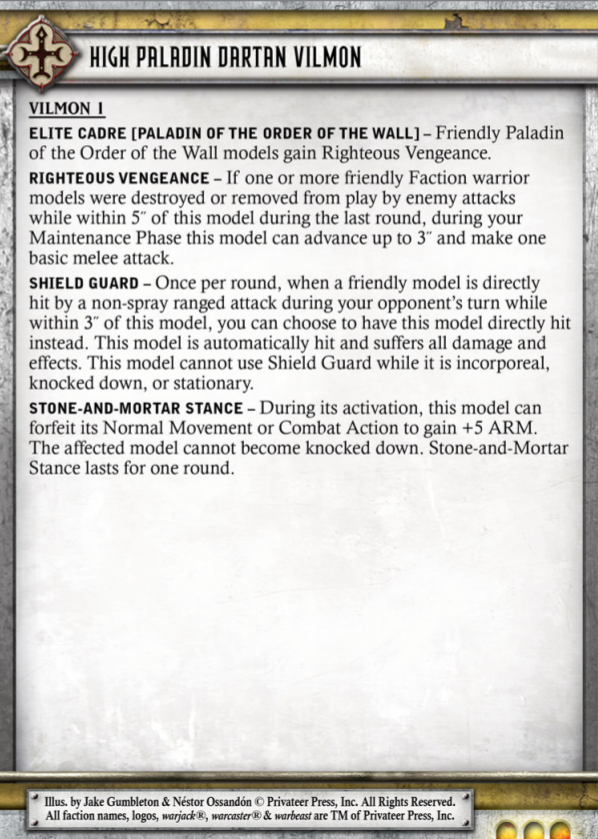 HIGH PALADIN DARTAN VILMON
VILMON 1
ELITE CADRE [PALADIN OF THE ORDER OF THE WALL] – Friendly Paladin
of the Order of the Wall models gain Righteous Vengeance.
RIGHTEOUS VENGEANCE – If one or more friendly Faction warrior
models were destroyed or removed from play by enemy attacks
while within 5˝ of this model during the last round, during your
Maintenance Phase this model can advance up to 3˝ and make one
basic melee attack.
SHIELD GUARD – Once per round, when a friendly model is directly
hit by a non-spray ranged attack during your opponent's turn while
within 3˝ of this model, you can choose to have this model directly hit
instead. This model is automatically hit and suffers all damage and
effects. This model cannot use Shield Guard while it is incorporeal,
knocked down, or stationary.
STONE-AND-MORTAR STANCE – During its activation, this model can
forfeit its Normal Movement or Combat Action to gain +5 ARM.
The affected model cannot become knocked down. Stone-and-Mortar
Stance lasts for one round.
Illus. by Jake Gumbleton & Néstor Ossandón © Privateer Press, Inc. All Rights Reserved.
All faction names, logos, warjack®, warcaster® & warbeast are TM of Privateer Press, Inc.